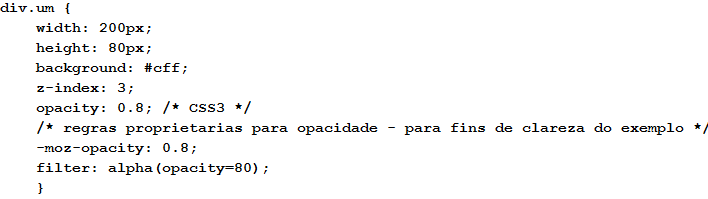 div.um {
width: 200px;
height: 80px;
background: #cff;
z-index: 3;
opacity: 0.8; /* CSS3 */
/* regras proprietarias para opacidade - para fins de clareza do exemplo */
-moz-opacity: 0.8;
filter: alpha(opacity=80);
}